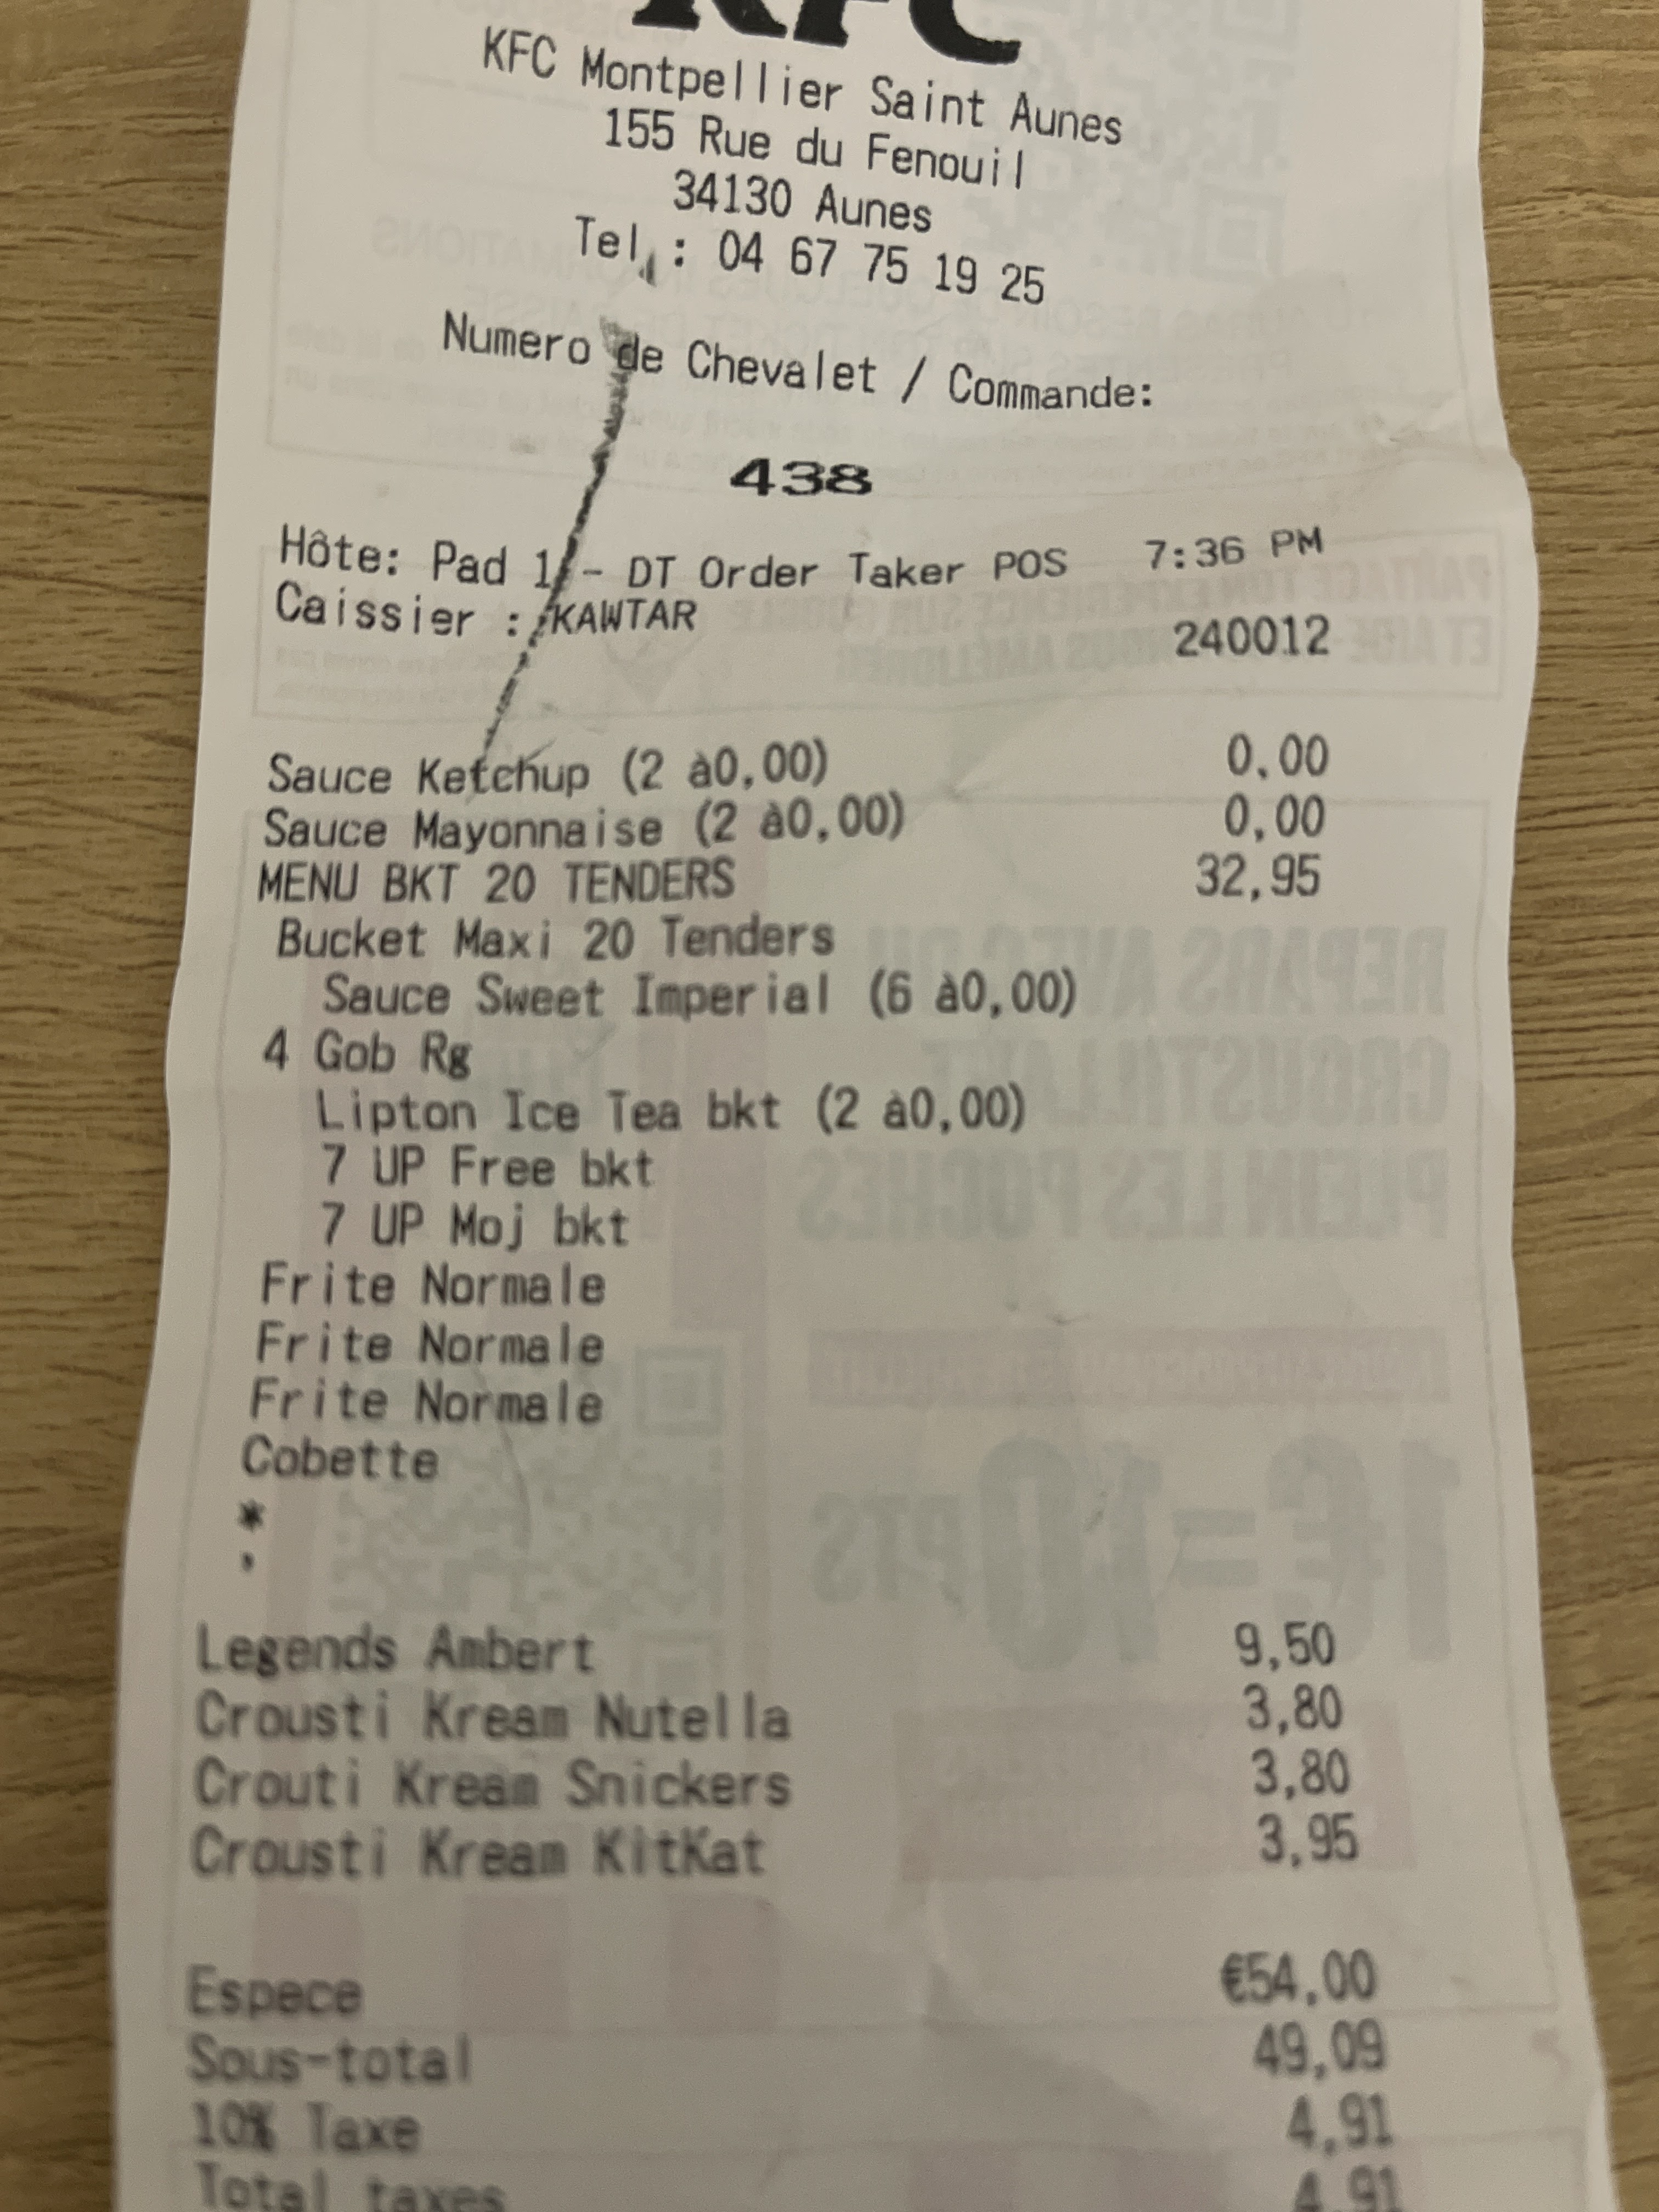 KFC
KFC Montpellier Saint Aunes
155 Rue du Fenouil
34130 Aunes
Tel. : 04 67 75 19 25
Numero de Chevalet / Commande:
438
Hôte: Pad 1 - DT Order Taker POS 7:36 PM
Caissier : KAWTAR 240012
Sauce Ketchup (2 à0,00) 0,00
Sauce Mayonnaise (2 à0,00) 0,00
MENU BKT 20 TENDERS 32,95
Bucket Maxi 20 Tenders
Sauce Sweet Imperial (6 à0,00)
4 Gob Rg
Lipton Ice Tea bkt (2 à0,00)
7 UP Free bkt
7 UP Moj bkt
Frite Normale
Frite Normale
Frite Normale
Cobette
*
,
Legends Ambert 9,50
Crousti Kream Nutella 3,80
Crouti Kream Snickers 3,80
Crousti Kream KitKat 3,95
Espece €54,00
Sous-total 49,09
10% Taxe 4,91
Total taxes 4,91